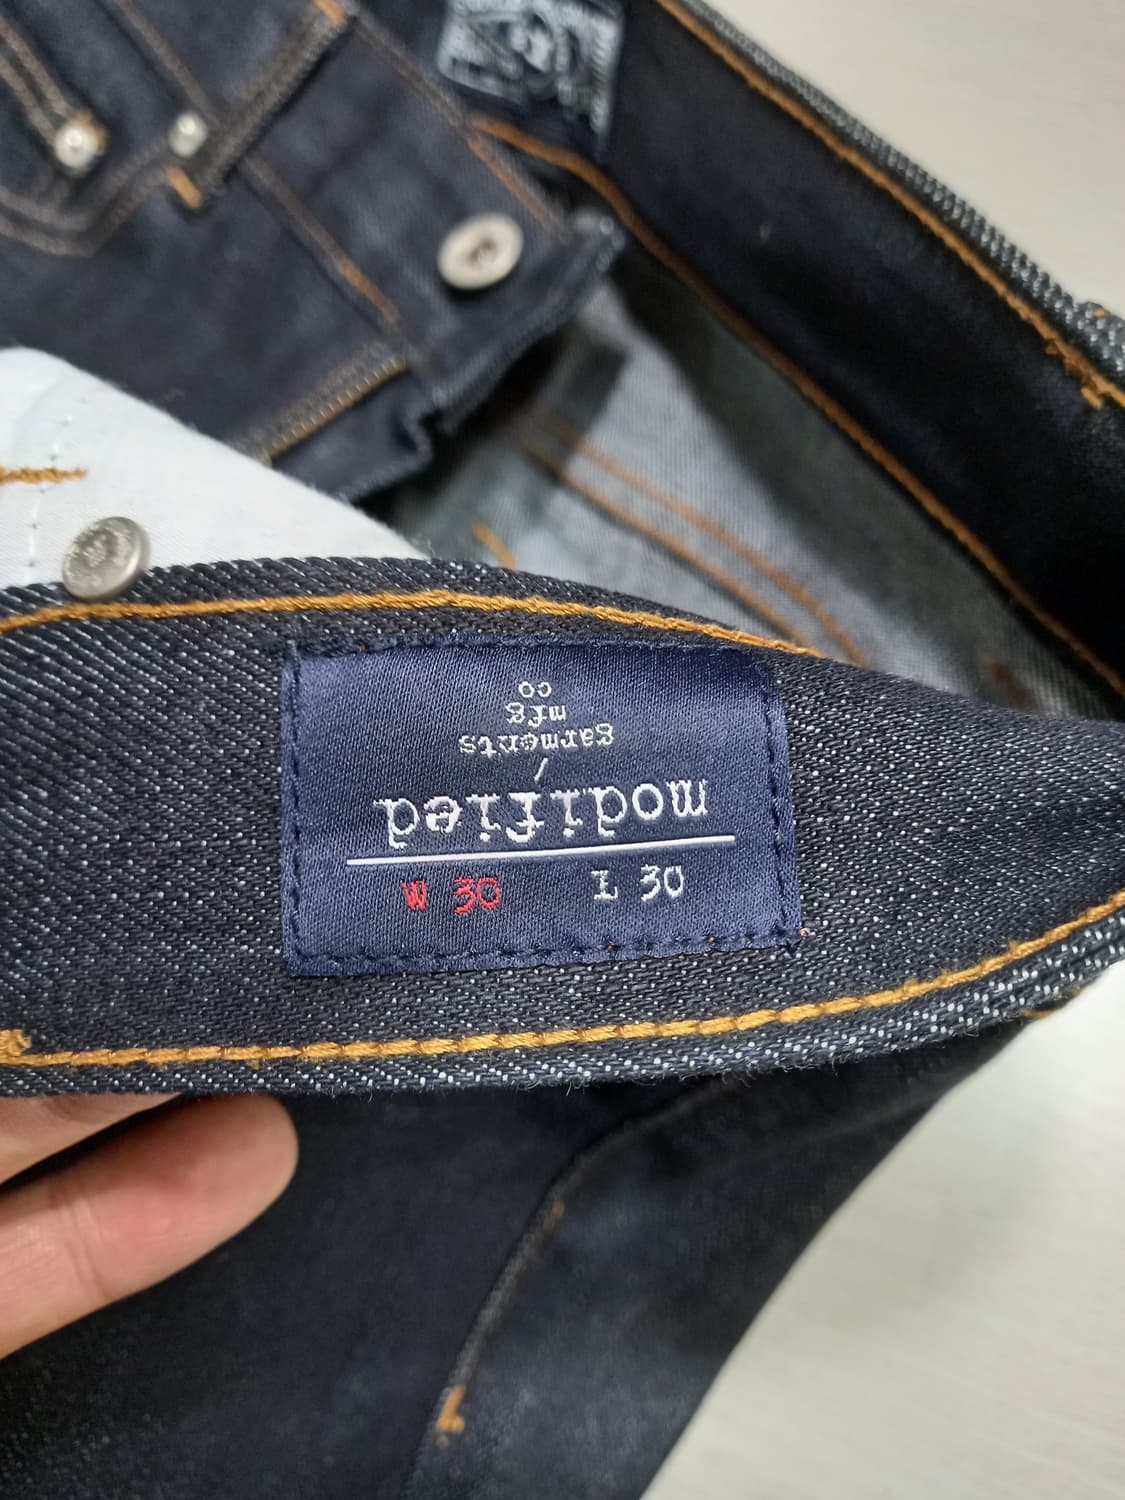 modified
/
garments
mfg
co
W 30 L 30